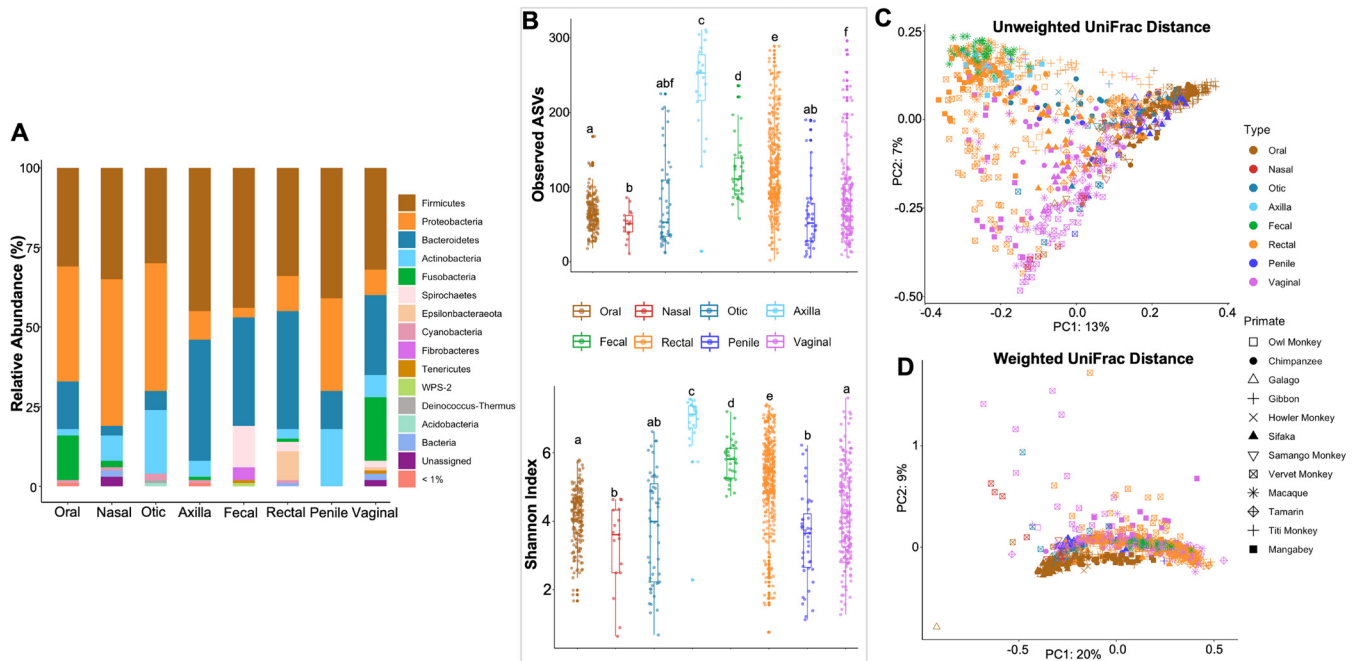 A
Relative Abundance (%)
100
75
50
25
0
Oral Nasal Otic Axilla Fecal Rectal Penile Vaginal
Firmicutes
Proteobacteria
Bacteroidetes
Actinobacteria
Fusobacteria
Spirochaetes
Epsilonbacteraeota
Cyanobacteria
Fibrobacteres
Tenericutes
WPS-2
Deinococcus-Thermus
Acidobacteria
Bacteria
Unassigned
< 1%
B
Observed ASVs
300
200
100
0
a
b
abf
c
d
e
ab
f
Oral Nasal Otic Axilla
Fecal Rectal Penile Vaginal
Shannon Index
6
4
2
a
b
ab
c
d
e
b
a
C
Unweighted UniFrac Distance
PC2: 7%
0.25
0.00
-0.25
-0.50
-0.4 -0.2 0.0 0.2 0.4
PC1: 13%
D
Weighted UniFrac Distance
PC2: 9%
1
0
-0.5 0.0 0.5
PC1: 20%
Type
Oral
Nasal
Otic
Axilla
Fecal
Rectal
Penile
Vaginal
Primate
Owl Monkey
Chimpanzee
Galago
Gibbon
Howler Monkey
Sifaka
Samango Monkey
Vervet Monkey
Macaque
Tamarin
Titi Monkey
Mangabey